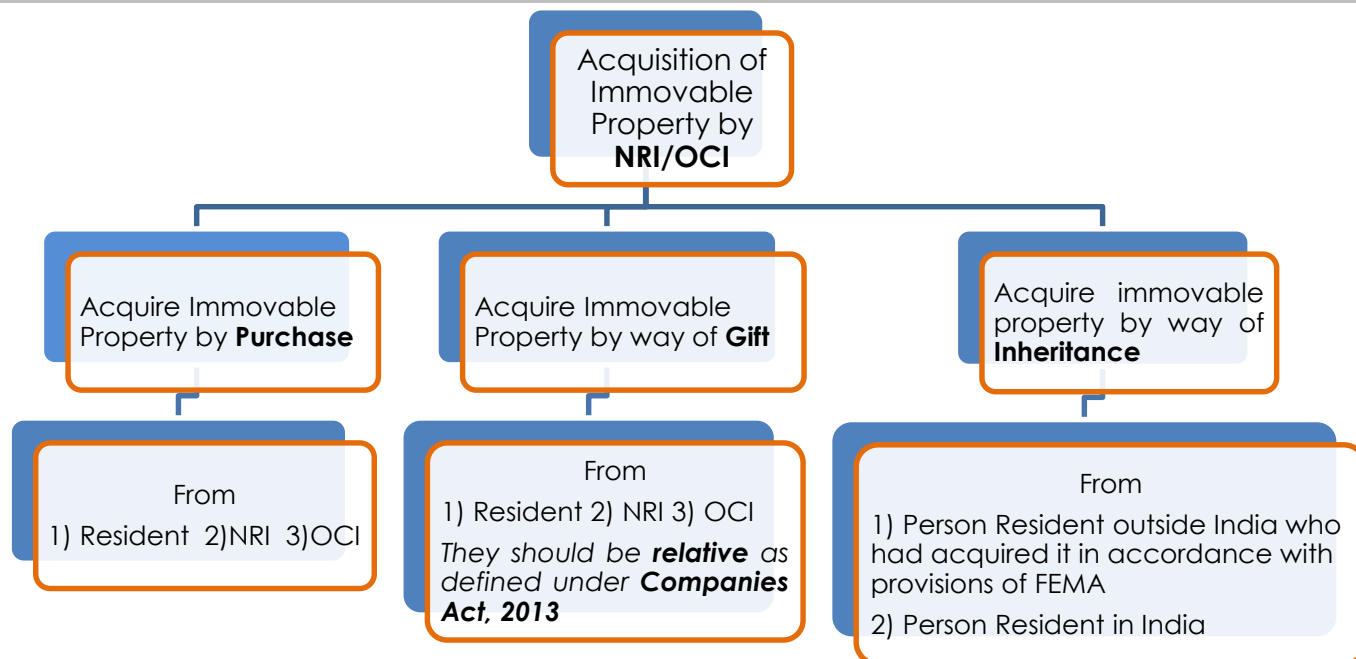 Acquisition of
Immovable
Property by
NRI/OCI
Acquire Immovable
Property by Purchase
Acquire Immovable
Property by way of Gift
Acquire immovable
property by way of
Inheritance
From
1) Resident 2)NRI 3)OCI
From
1) Resident 2) NRI 3) OCI
They should be relative as
defined under Companies
Act, 2013
From
1) Person Resident outside India who
had acquired it in accordance with
provisions of FEMA
2) Person Resident in India